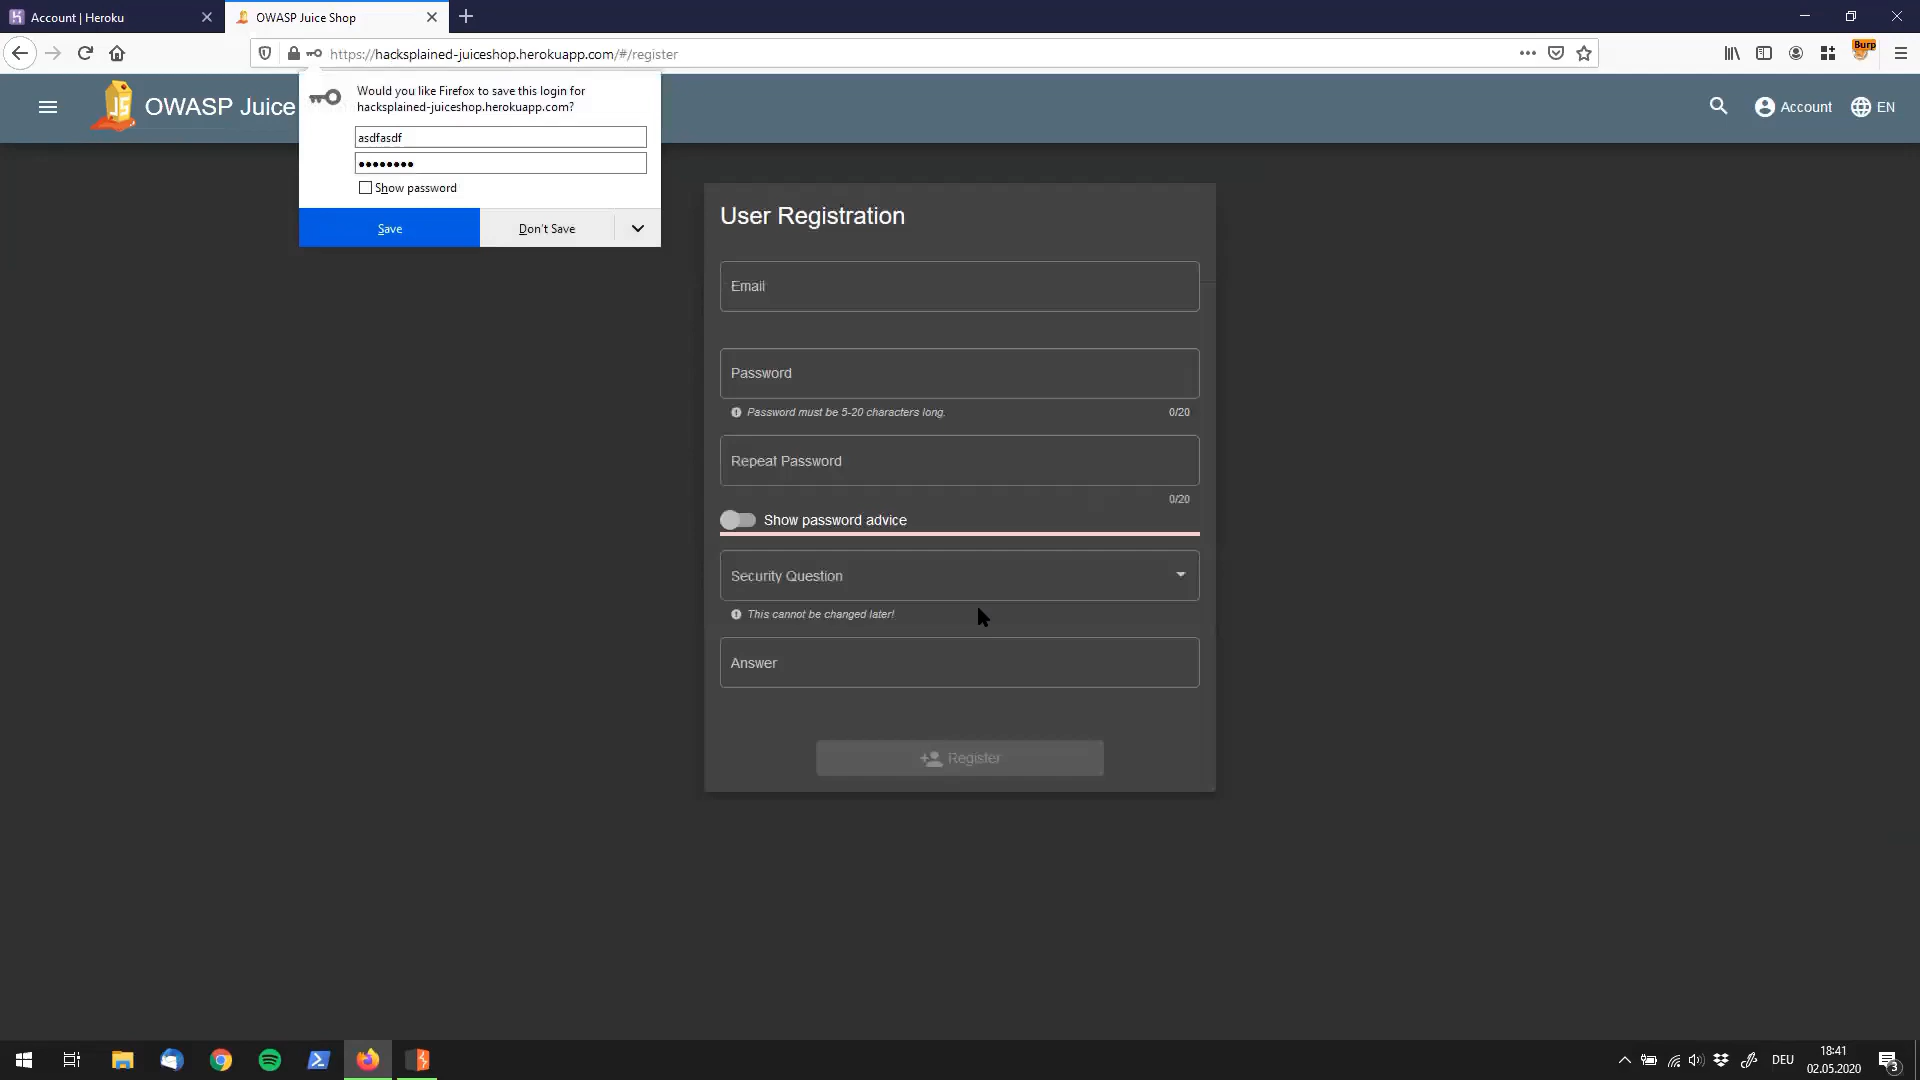 Account | Heroku
OWASP Juice Shop
https://hacksplained-juiceshop.herokuapp.com/#/register
Burp
OWASP Juice
Account
EN
Would you like Firefox to save this login for
hacksplained-juiceshop.herokuapp.com?
asdfasdf
Show password
Save
Don't Save
User Registration
Email
Password
Password must be 5-20 characters long.
0/20
Repeat Password
0/20
Show password advice
Security Question
This cannot be changed later!
Answer
Register
DEU
18:41
02.05.2020
3